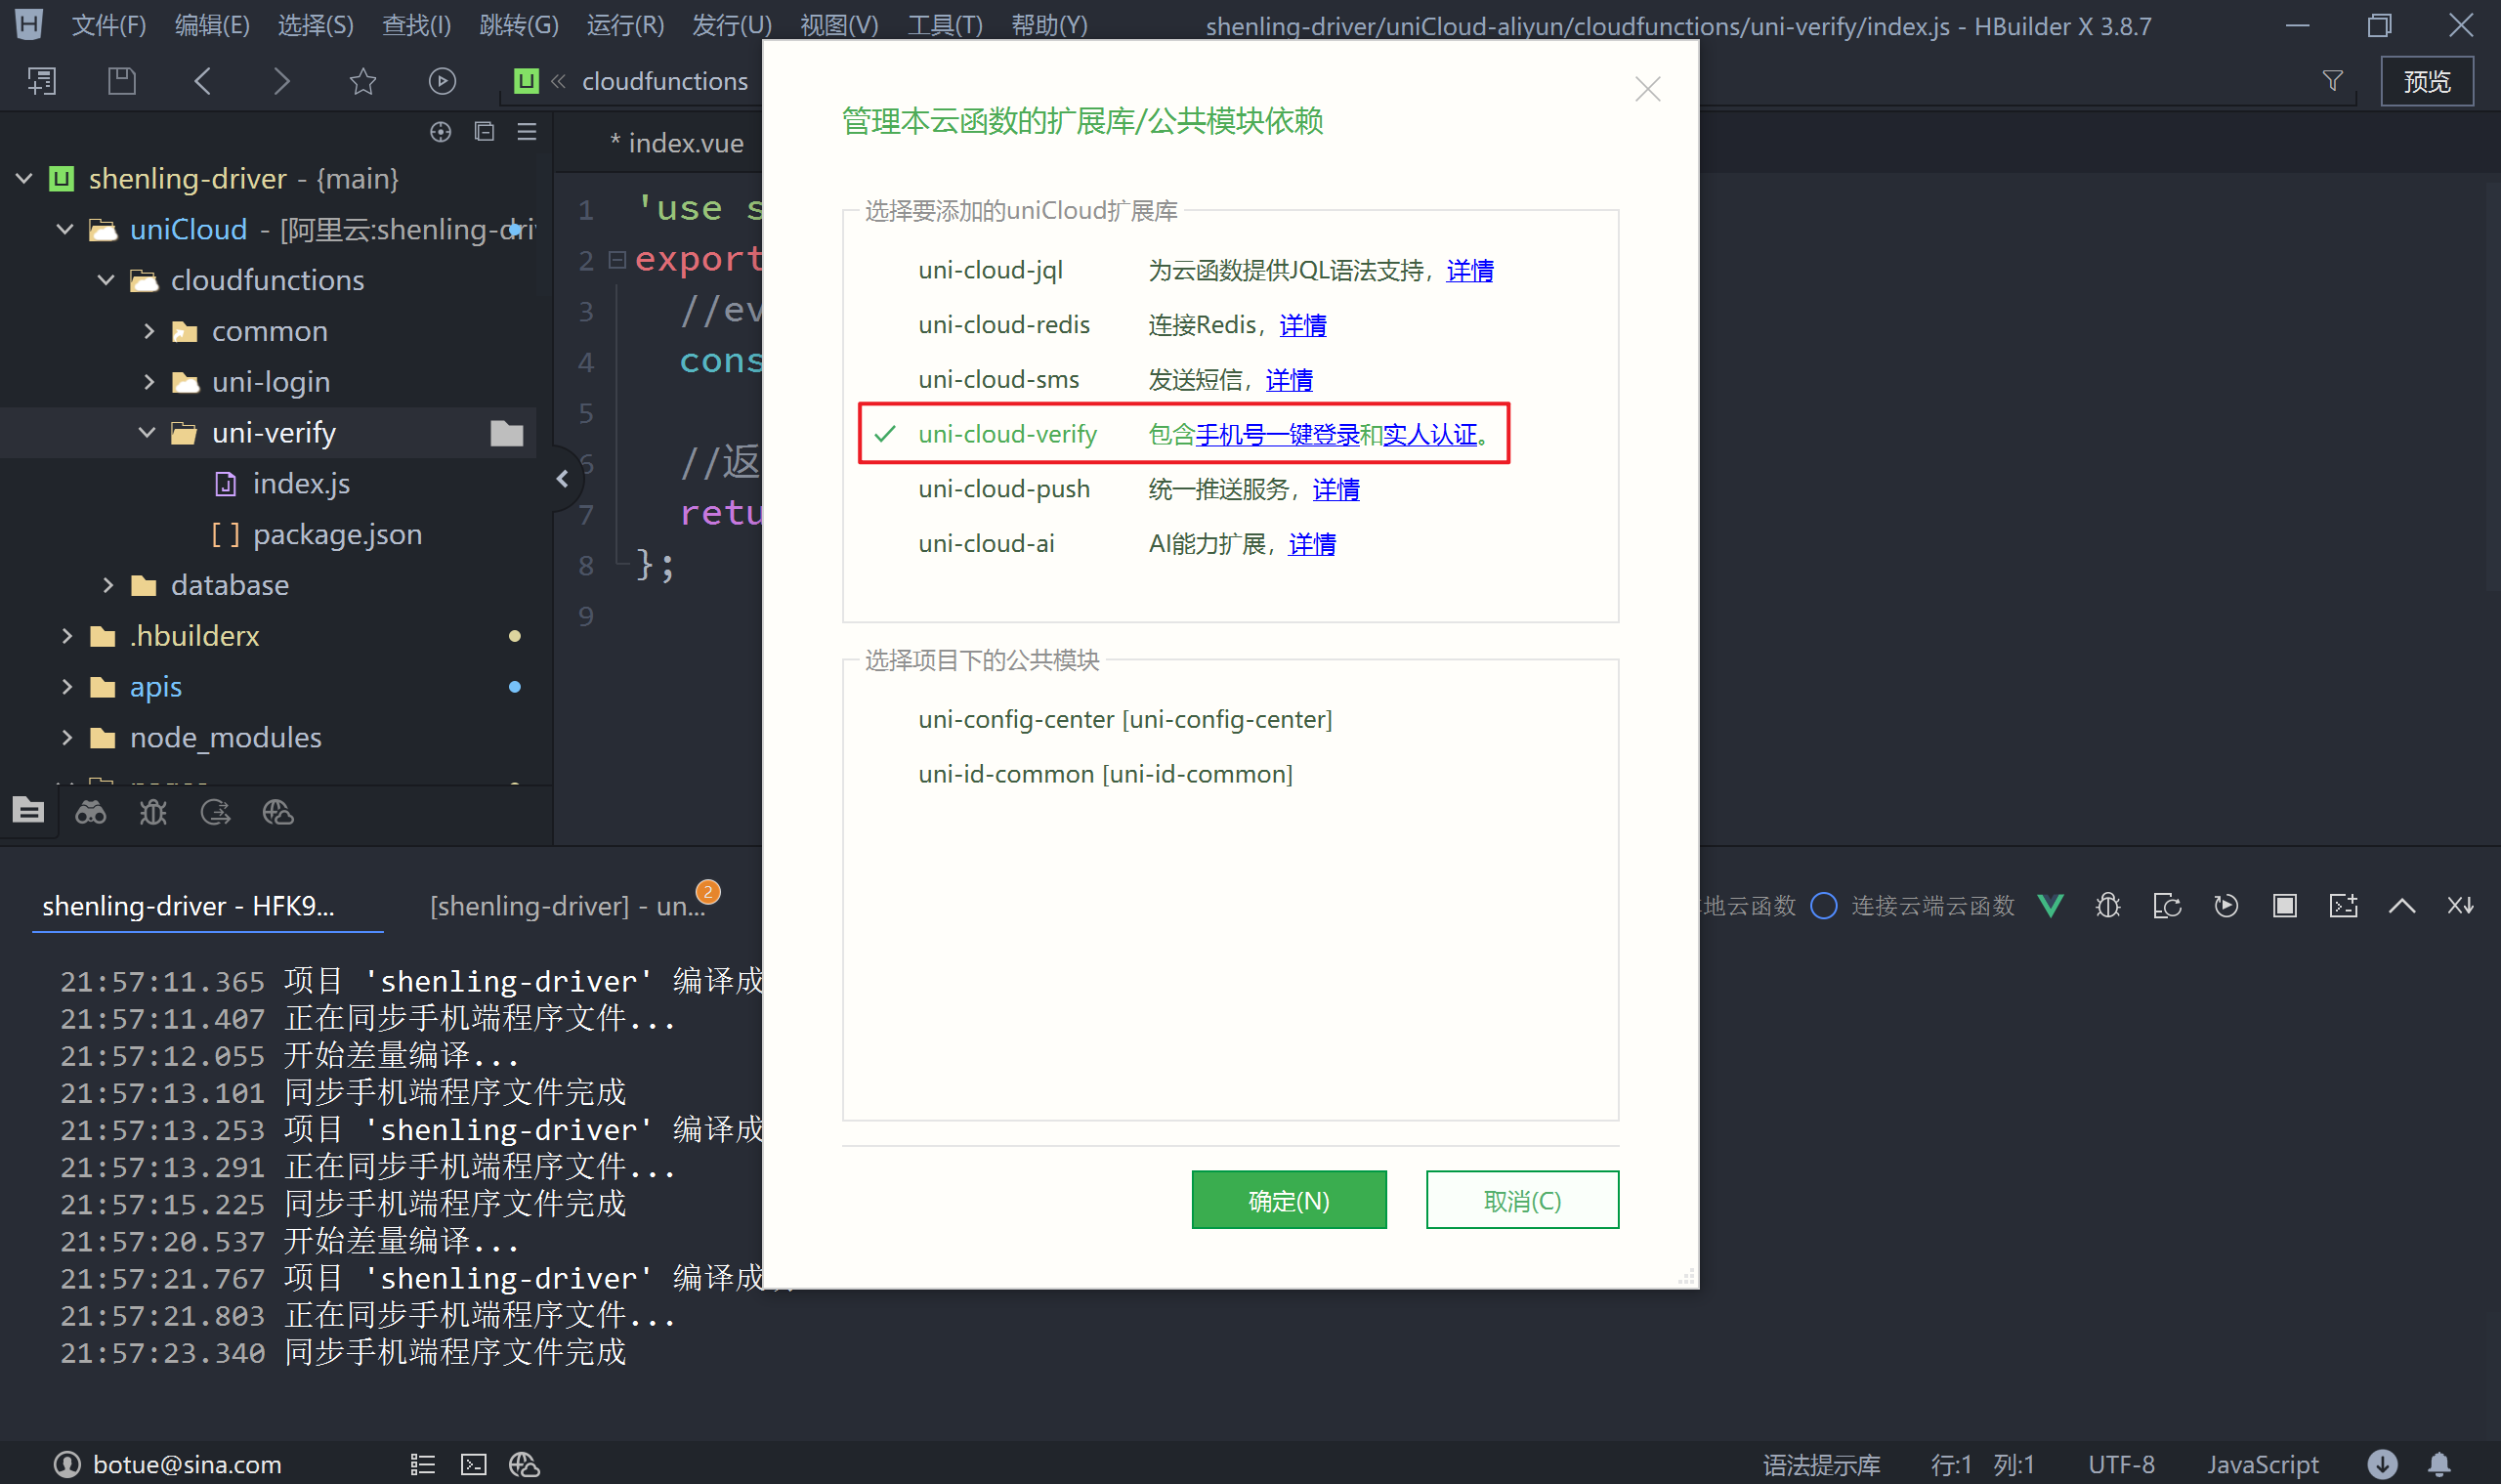 文件(F) 编辑(E) 选择(S) 查找(I) 跳转(G) 运行(R) 发行(U) 视图(V) 工具(T) 帮助(Y) shenling-driver/uniCloud-aliyun/cloudfunctions/uni-verify/index.js - HBuilder X 3.8.7
cloudfunctions
预览
shenling-driver - {main}
uniCloud - [阿里云:shenling-driv
cloudfunctions
common
uni-login
uni-verify
index.js
[ ] package.json
database
.hbuilderx
apis
node_modules
* index.vue
1 'use s
2 export
3 //ev
4 cons
5
6 //返
7 retu
8 };
9
管理本云函数的扩展库/公共模块依赖
选择要添加的uniCloud扩展库
uni-cloud-jql 为云函数提供JQL语法支持，详情
uni-cloud-redis 连接Redis，详情
uni-cloud-sms 发送短信，详情
uni-cloud-verify 包含手机号一键登录和实人认证。
uni-cloud-push 统一推送服务，详情
uni-cloud-ai AI能力扩展，详情
选择项目下的公共模块
uni-config-center [uni-config-center]
uni-id-common [uni-id-common]
确定(N) 取消(C)
shenling-driver - HFK9... [shenling-driver] - un... 2 地云函数 连接云端云函数
21:57:11.365 项目 'shenling-driver' 编译成
21:57:11.407 正在同步手机端程序文件...
21:57:12.055 开始差量编译...
21:57:13.101 同步手机端程序文件完成
21:57:13.253 项目 'shenling-driver' 编译成
21:57:13.291 正在同步手机端程序文件...
21:57:15.225 同步手机端程序文件完成
21:57:20.537 开始差量编译...
21:57:21.767 项目 'shenling-driver' 编译成
21:57:21.803 正在同步手机端程序文件...
21:57:23.340 同步手机端程序文件完成
botue@sina.com 语法提示库 行:1 列:1 UTF-8 JavaScript